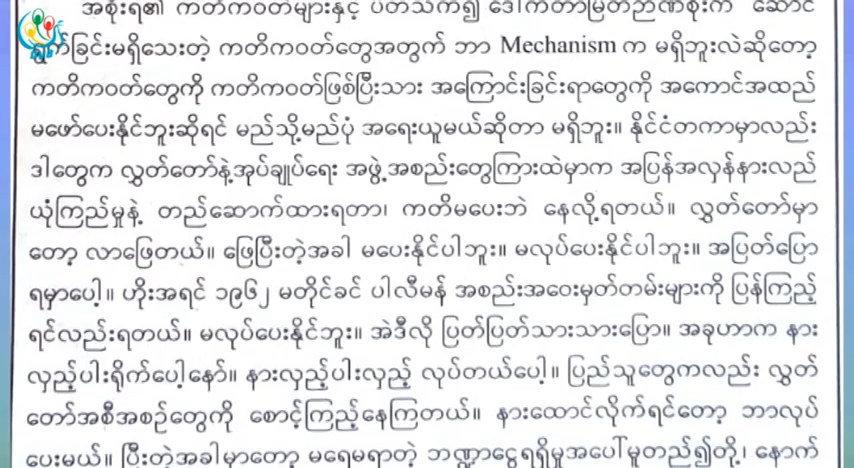 အစိုးရ၏ ကတိကဝတ်များနှင့် ပတ်သက်၍ ဒေါက်တာမြတ်ဉာဏစိုးက ဆောင်
ရွက်ခြင်းမရှိသေးတဲ့ ကတိကဝတ်တွေအတွက် ဘာ Mechanism က မရှိဘူးလဲဆိုတော့
ကတိကဝတ်တွေကို ကတိကဝတ်ဖြစ်ပြီးသား အကြောင်းခြင်းရာတွေကို အကောင်အထည်
မဖော်ပေးနိုင်ဘူးဆိုရင် မည်သို့မည်ပုံ အရေးယူမယ်ဆိုတာ မရှိဘူး။ နိုင်ငံတကာမှာလည်း
ဒါတွေက လွှတ်တော်နဲ့အုပ်ချုပ်ရေး အဖွဲ့အစည်းတွေကြားထဲမှာက အပြန်အလှန်နားလည်
ယုံကြည်မှုနဲ့ တည်ဆောက်ထားရတာ၊ ကတိမပေးဘဲ နေလို့ရတယ်။ လွှတ်တော်မှာ
တော့ လာဖြေတယ်။ ဖြေပြီးတဲ့အခါ မပေးနိုင်ပါဘူး။ မလုပ်ပေးနိုင်ပါဘူး။ အပြတ်ပြော
ရမှာပေါ့။ ဟိုးအရင် ၁၉၆၂ မတိုင်ခင် ပါလီမန် အစည်းအဝေးမှတ်တမ်းများကို ပြန်ကြည့်
ရင်လည်းရတယ်။ မလုပ်ပေးနိုင်ဘူး။ အဲဒီလို ပြတ်ပြတ်သားသားပြော။ အခုဟာက နား
လှည့်ပါးရိုက်ပေါ့နော်။ နားလှည့်ပါးလှည့် လုပ်တယ်ပေါ့။ ပြည်သူတွေကလည်း လွှတ်
တော်အစီအစဉ်တွေကို စောင့်ကြည့်နေကြတယ်။ နားထောင်လိုက်ရင်တော့ ဘာလုပ်
ပေးမယ်။ ပြီးတဲ့အခါမှာတော့ မရေမရာတဲ့ ဘဏ္ဍာငွေရရှိမှုအပေါ်မူတည်၍တို့၊ နောက်